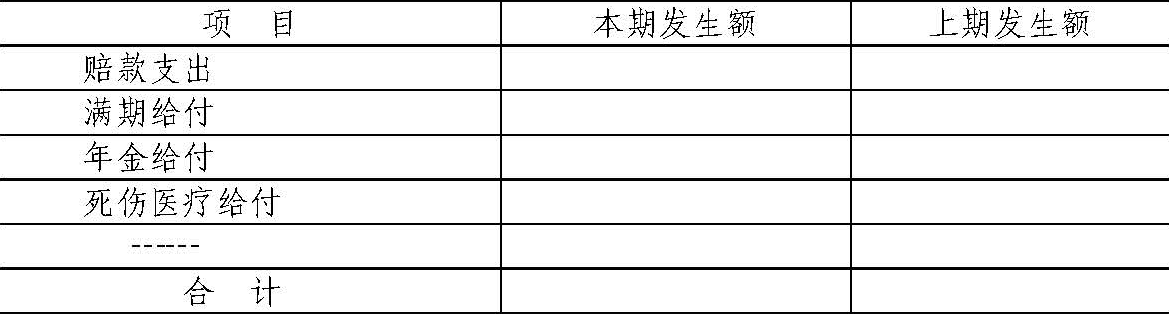 项 目 本期发生额 上期发生额
赔款支出
满期给付
年金给付
死伤医疗给付
------
合 计